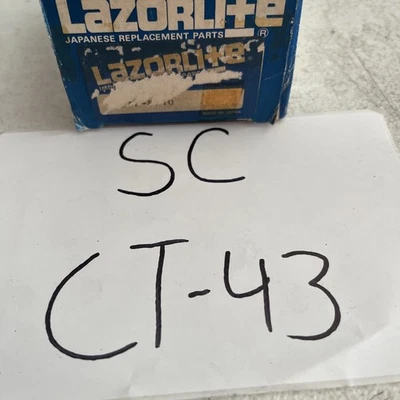 LAZORLITE
JAPANESE REPLACEMENT PARTS ®
LAZORLITE
SC
CT-43